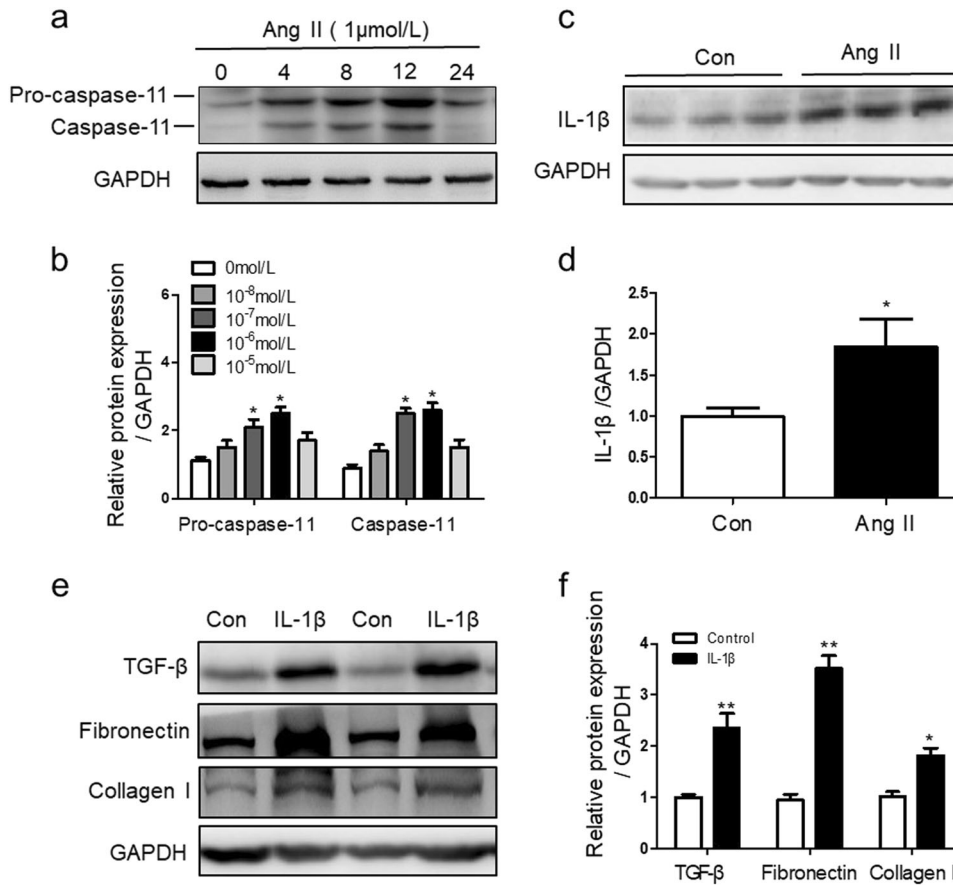 a
Ang II ( 1μmol/L)
0 4 8 12 24
Pro-caspase-11
Caspase-11
GAPDH
c
Con Ang II
IL-1β
GAPDH
b
0mol/L
10⁻⁸mol/L
10⁻⁷mol/L
10⁻⁶mol/L
10⁻⁵mol/L
Relative protein expression
/ GAPDH
6
4
2
0
* * * *
Pro-caspase-11 Caspase-11
d
IL-1β /GAPDH
2.5
2.0
1.5
1.0
0.5
0.0
*
Con Ang II
e
Con IL-1β Con IL-1β
TGF-β
Fibronectin
Collagen I
GAPDH
f
Control
IL-1β
Relative protein expression
/ GAPDH
4
3
2
1
0
** ** *
TGF-β Fibronectin Collagen I